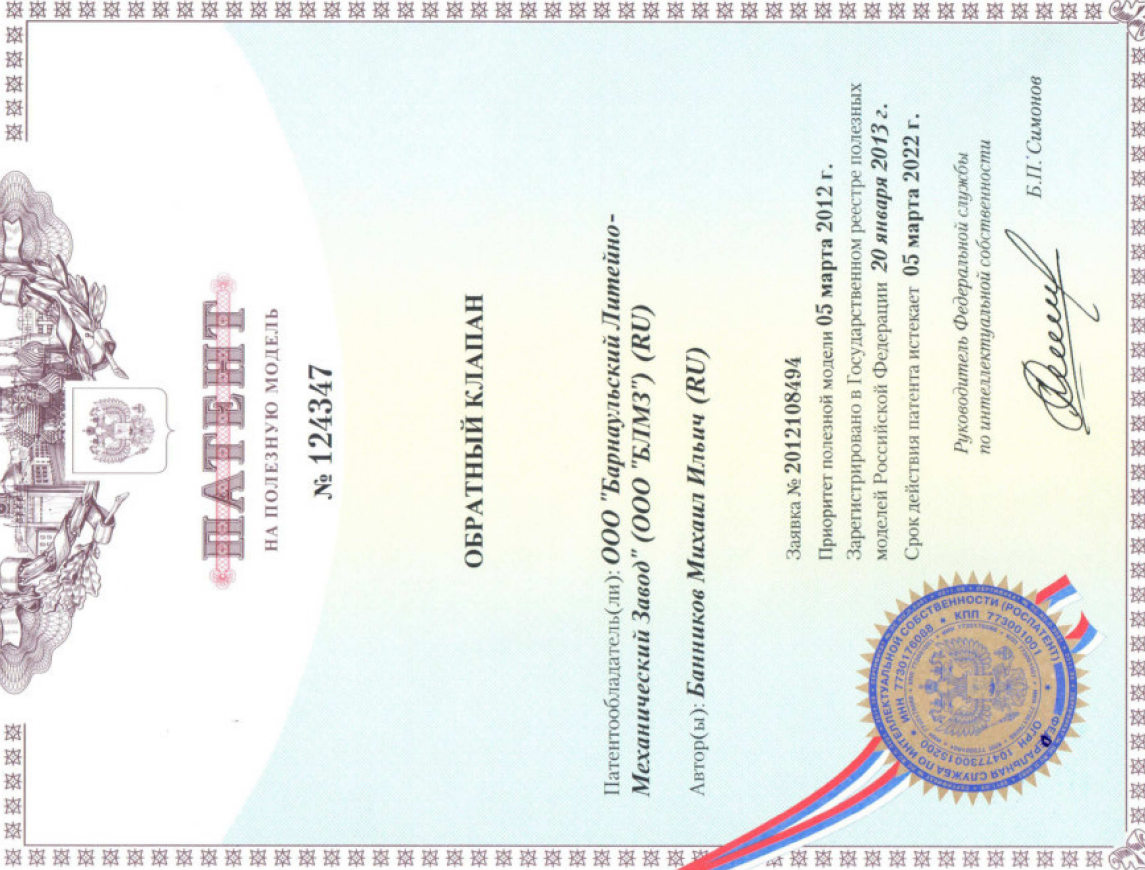 ПАТЕНТ
НА ПОЛЕЗНУЮ МОДЕЛЬ
№ 124347
ОБРАТНЫЙ КЛАПАН
Патентообладатель(ли): ООО "Барнаульский Литейно-
Механический Завод" (ООО "БЛМЗ") (RU)
Автор(ы): Банников Михаил Ильич (RU)
Заявка № 2012108494
Приоритет полезной модели 05 марта 2012 г.
Зарегистрировано в Государственном реестре полезных
моделей Российской Федерации 20 января 2013 г.
Срок действия патента истекает 05 марта 2022 г.
Руководитель Федеральной службы
по интеллектуальной собственности
Б.П. Симонов
ФЕДЕРАЛЬНАЯ СЛУЖБА ПО ИНТЕЛЛЕКТУАЛЬНОЙ СОБСТВЕННОСТИ (РОСПАТЕНТ)
ОГРН 1047730015200 * ИНН 7730176088 * КПП 773001001